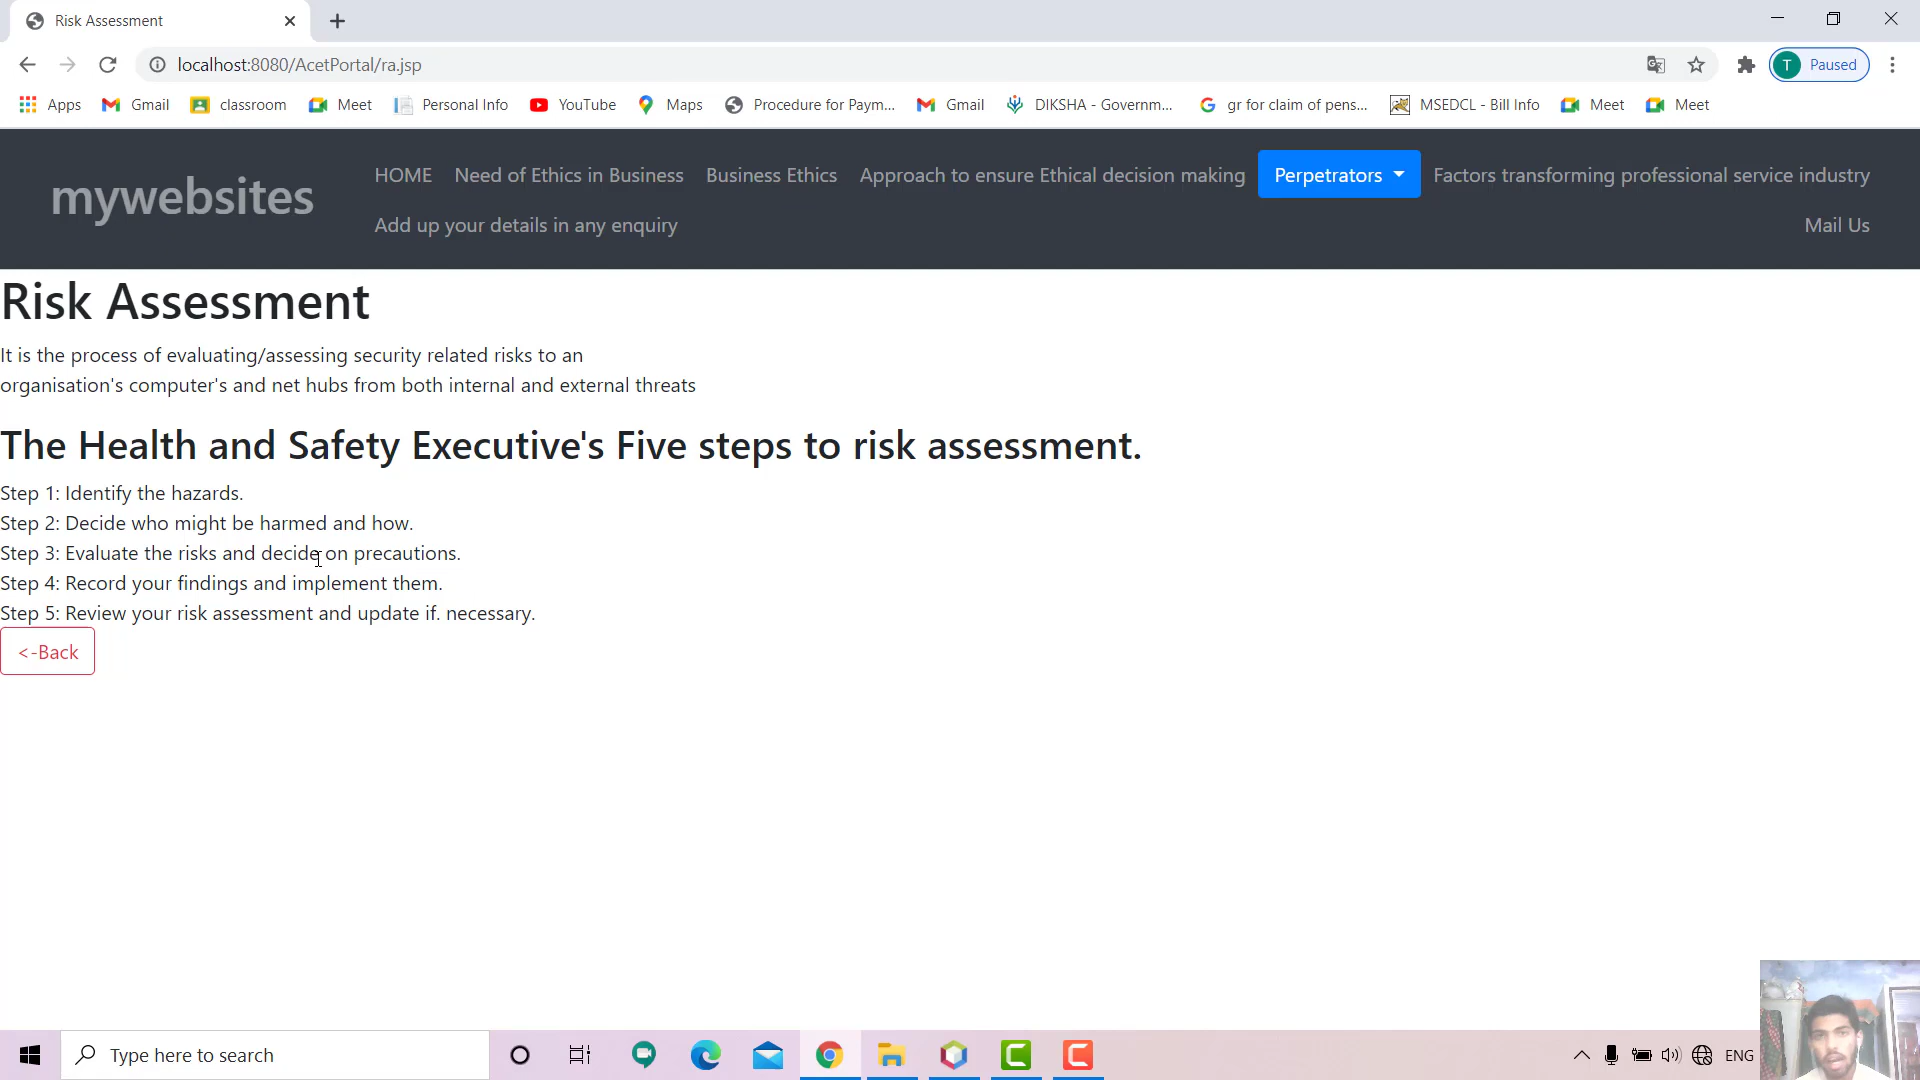 Risk Assessment
localhost:8080/AcetPortal/ra.jsp
T Paused
Apps Gmail classroom Meet Personal Info YouTube Maps Procedure for Paym... Gmail DIKSHA - Governm... gr for claim of pens... MSEDCL - Bill Info Meet Meet
mywebsites
HOME Need of Ethics in Business Business Ethics Approach to ensure Ethical decision making Perpetrators Factors transforming professional service industry
Add up your details in any enquiry Mail Us
Risk Assessment
It is the process of evaluating/assessing security related risks to an
organisation's computer's and net hubs from both internal and external threats
The Health and Safety Executive's Five steps to risk assessment.
Step 1: Identify the hazards.
Step 2: Decide who might be harmed and how.
Step 3: Evaluate the risks and decide on precautions.
Step 4: Record your findings and implement them.
Step 5: Review your risk assessment and update if. necessary.
<-Back
Type here to search
ENG